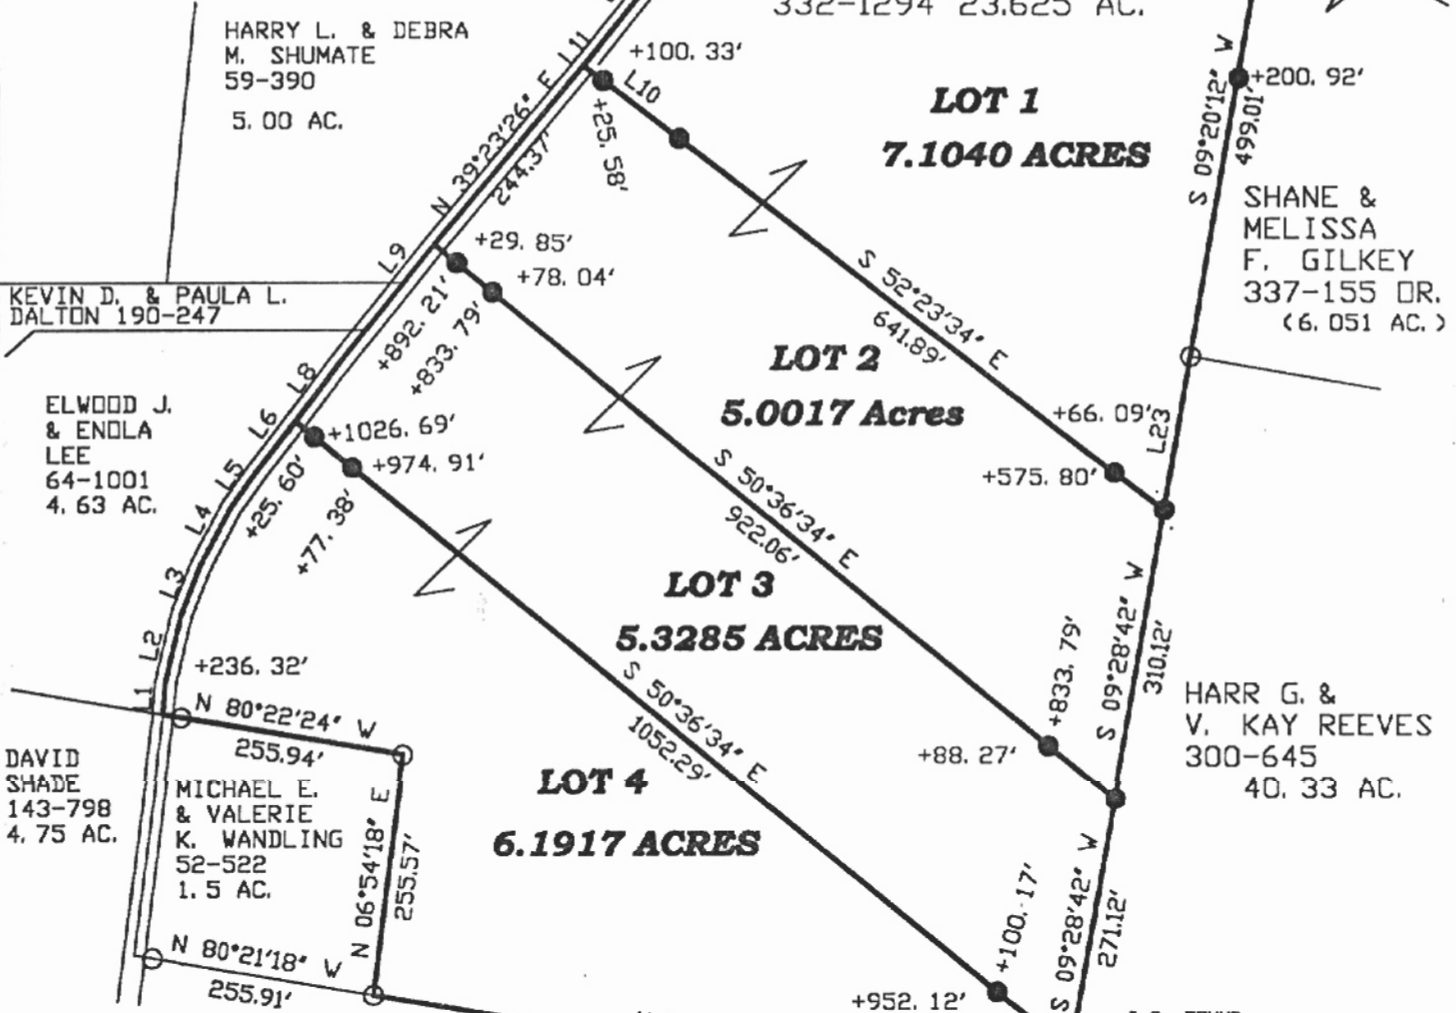 332-1294 23.625 AC.
HARRY L. & DEBRA
M. SHUMATE
59-390
5.00 AC.
L11
+100.33'
L10
+25.58'
N 39°23'26" E
244.37'
LOT 1
7.1040 ACRES
S 09°20'12" W
499.01'
+200.92'
SHANE &
MELISSA
F. GILKEY
337-155 OR.
(6.051 AC.)
L9
+29.85'
+78.04'
+892.21'
+833.79'
S 52°23'34" E
641.89'
KEVIN D. & PAULA L.
DALTON 190-247
LOT 2
5.0017 Acres
+66.09'
+575.80'
L23
L8
L6
L5
L4
L3
L2
L1
ELWOOD J.
& ENOLA
LEE
64-1001
4.63 AC.
+1026.69'
+974.91'
+25.60'
+77.38'
S 50°36'34" E
922.06'
LOT 3
5.3285 ACRES
+833.79'
+88.27'
S 09°28'42" W
310.12'
HARR G. &
V. KAY REEVES
300-645
40.33 AC.
+236.32'
N 80°22'24" W
255.94'
S 50°36'34" E
1052.29'
DAVID
SHADE
143-798
4.75 AC.
MICHAEL E.
& VALERIE
K. WANDLING
52-522
1.5 AC.
N 06°54'18" E
255.57'
LOT 4
6.1917 ACRES
N 80°21'18" W
255.91'
+100.17'
+952.12'
S 09°28'42" W
271.12'